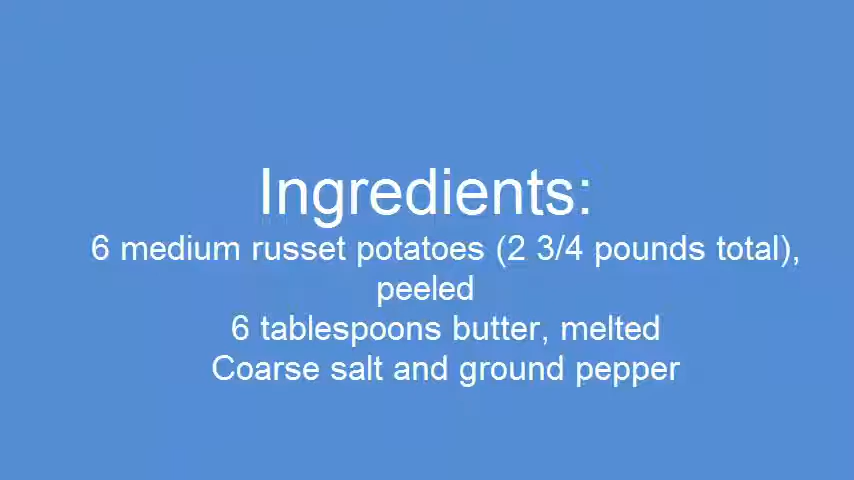 Ingredients:
6 medium russet potatoes (2 3/4 pounds total),
peeled
6 tablespoons butter, melted
Coarse salt and ground pepper